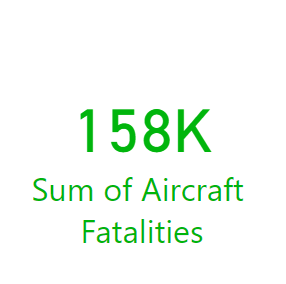 158K
Sum of Aircraft
Fatalities